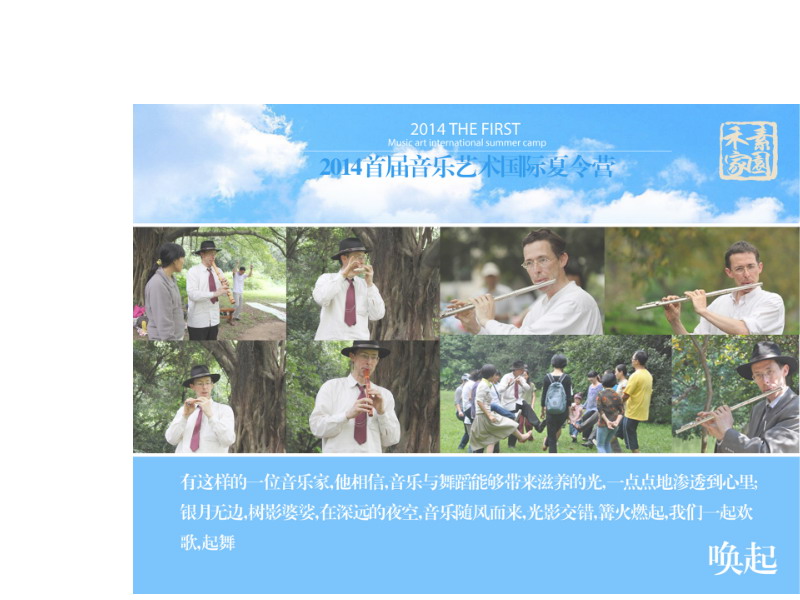 2014 THE FIRST
Music art international summer camp
2014首届音乐艺术国际夏令营
禾素
家园
有这样的一位音乐家,他相信,音乐与舞蹈能够带来滋养的光,一点点地渗透到心里;
银月无边,树影婆娑,在深远的夜空,音乐随风而来,光影交错,篝火燃起,我们一起欢
歌,起舞
唤起